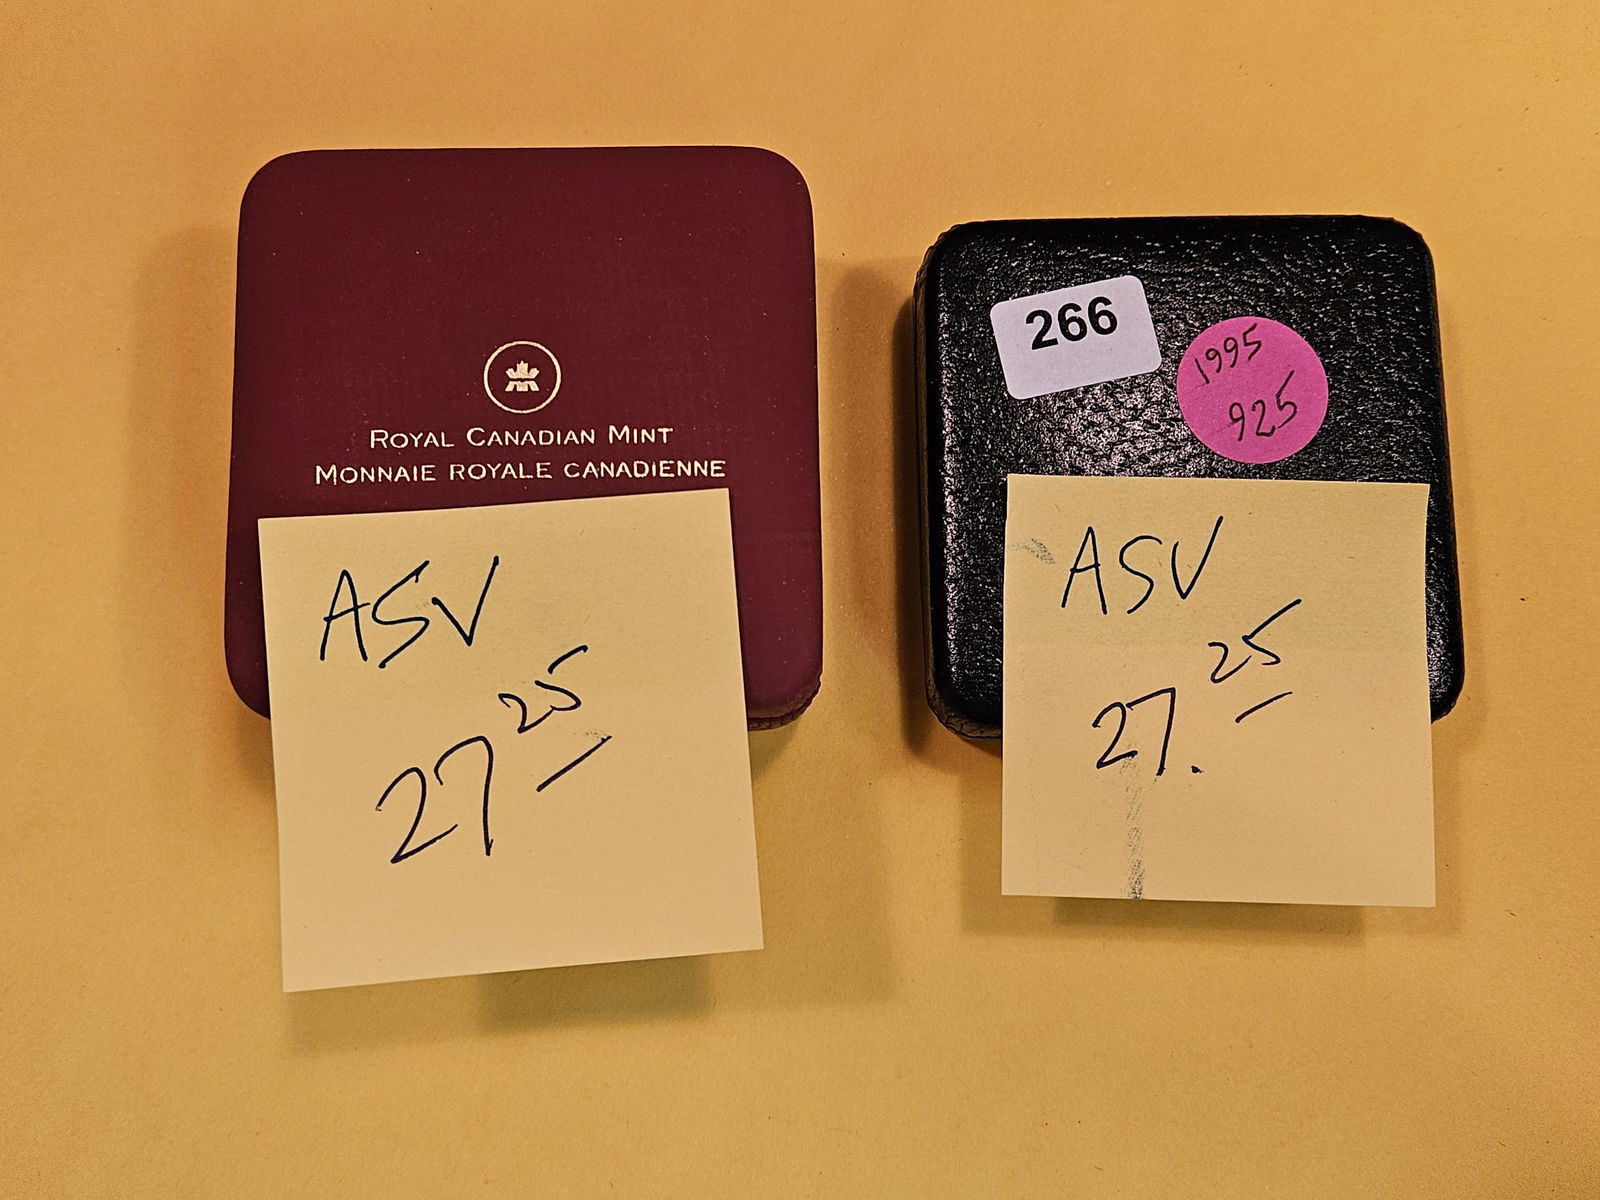 ROYAL CANADIAN MINT
MONNAIE ROYALE CANADIENNE
ASV
27 25
266
1995
925
ASV
27. 25